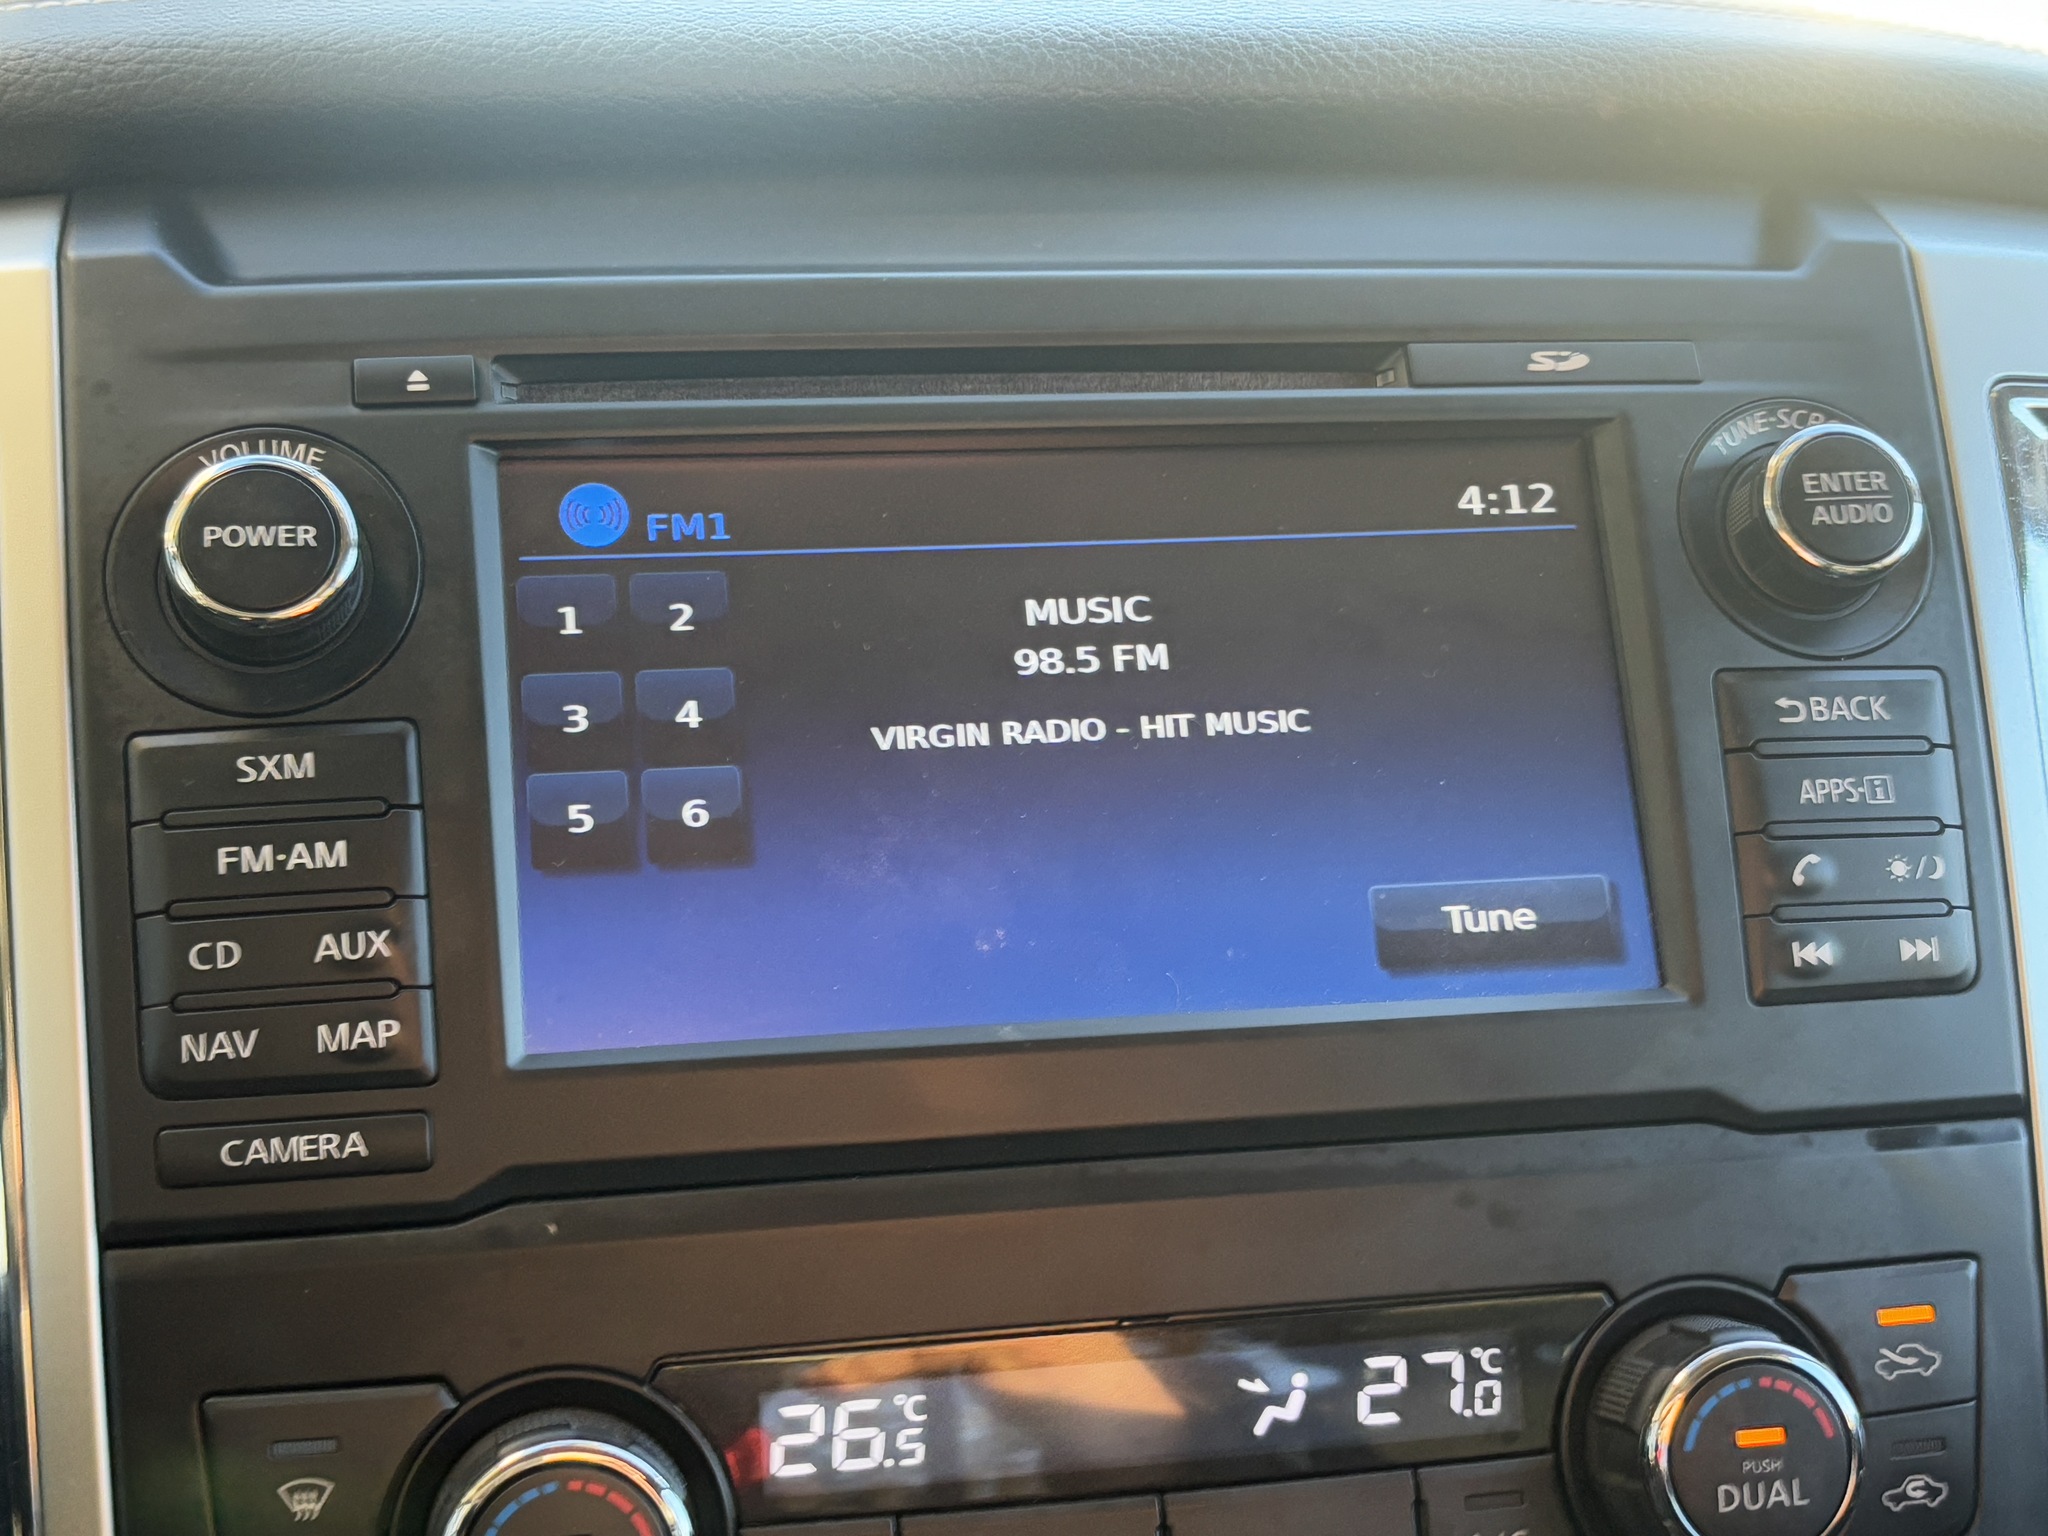 SD
VOLUME
POWER
TUNE-SCR
ENTER
AUDIO
FM1
4:12
1 2
3 4
5 6
MUSIC
98.5 FM
VIRGIN RADIO - HIT MUSIC
Tune
SXM
FM·AM
CD AUX
NAV MAP
CAMERA
BACK
APPS·i
26.5 °C
27.0 °C
PUSH
DUAL